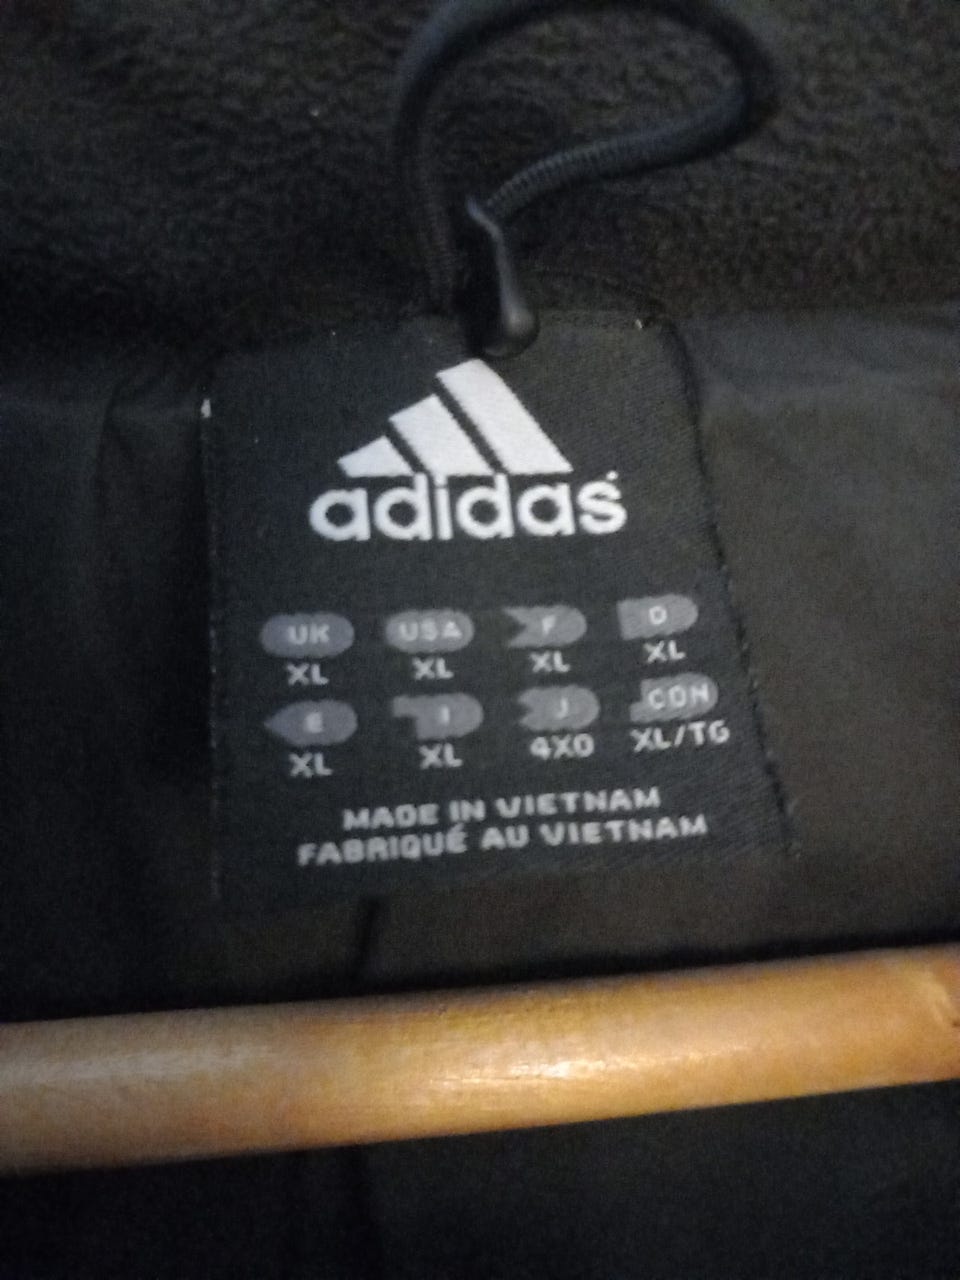 adidas
UK USA F D
XL XL XL XL
E I J CDN
XL XL 4XO XL/TG
MADE IN VIETNAM
FABRIQUÉ AU VIETNAM